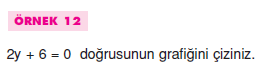 ÖRNEK 12
2y + 6 = 0 doğrusunun grafiğini çiziniz.